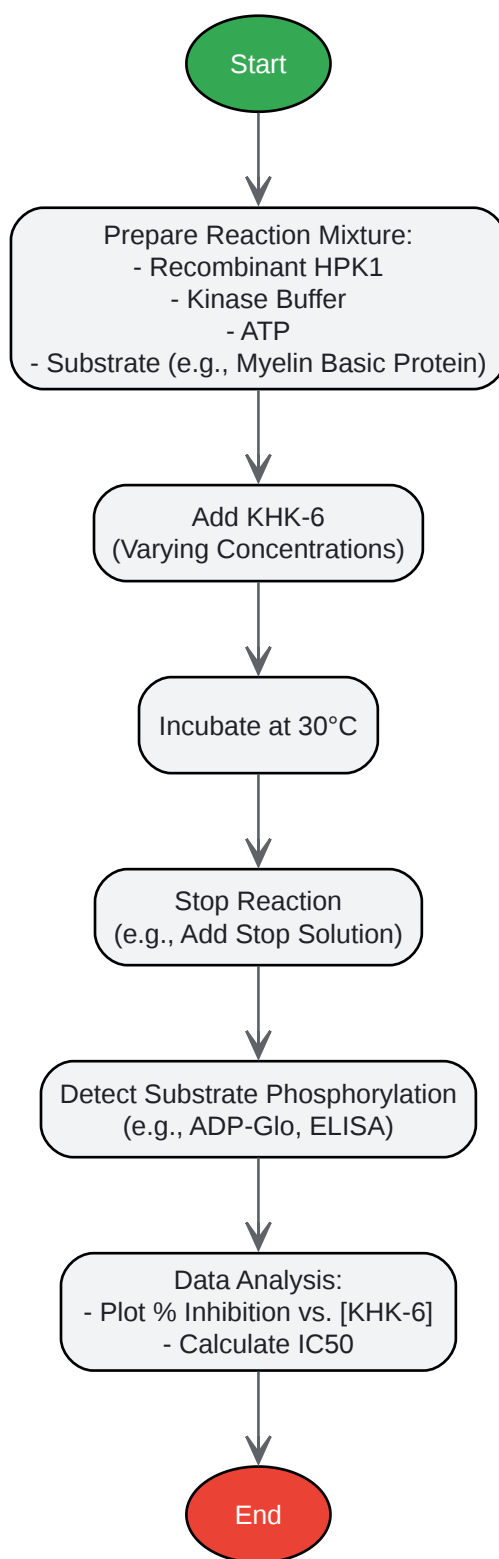 Start
Prepare Reaction Mixture:
- Recombinant HPK1
- Kinase Buffer
- ATP
- Substrate (e.g., Myelin Basic Protein)
Add KHK-6
(Varying Concentrations)
Incubate at 30°C
Stop Reaction
(e.g., Add Stop Solution)
Detect Substrate Phosphorylation
(e.g., ADP-Glo, ELISA)
Data Analysis:
- Plot % Inhibition vs. [KHK-6]
- Calculate IC50
End